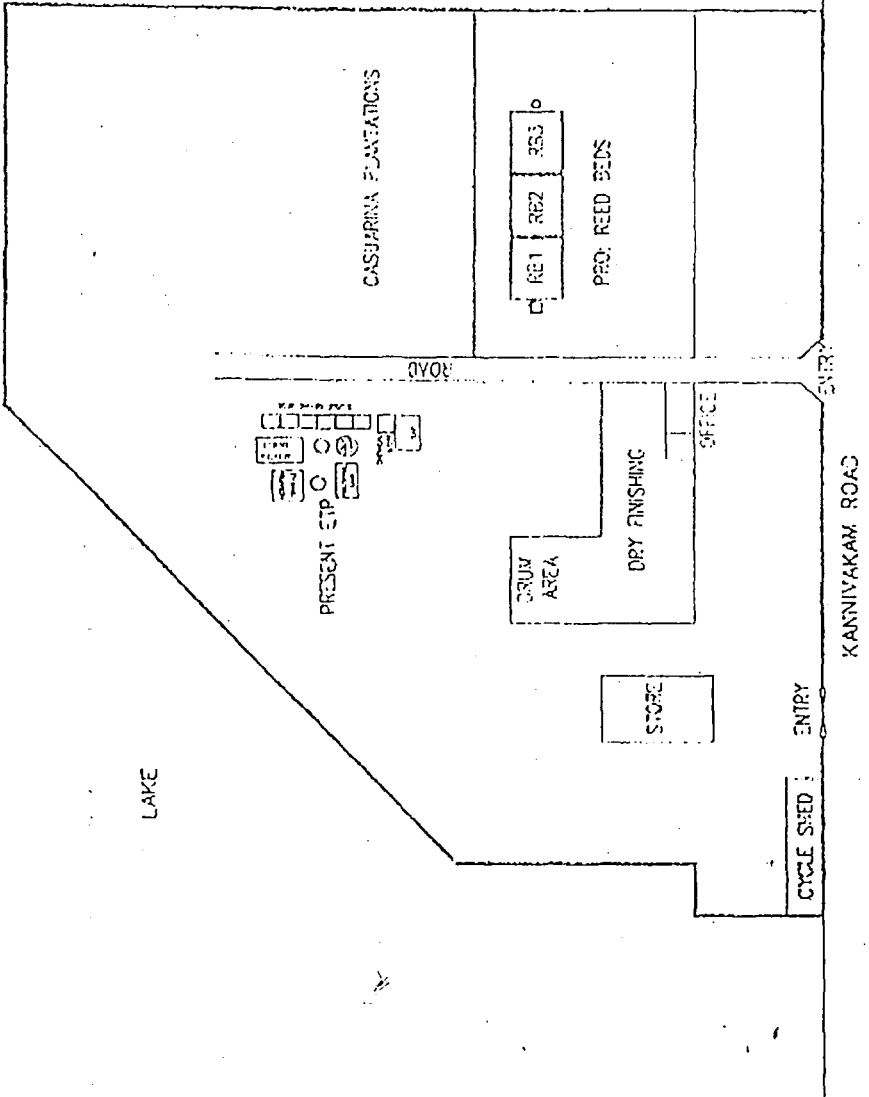 LAKE
CASUARINA PLANTATIONS
RB1
RB2
RB3
PRO: REED BEDS
ROAD
PRESENT ETP
DRUM
AREA
DRY FINISHING
OFFICE
STORE
ENTRY
ENTRY
CYCLE SHED
KANNIVAKAM ROAD